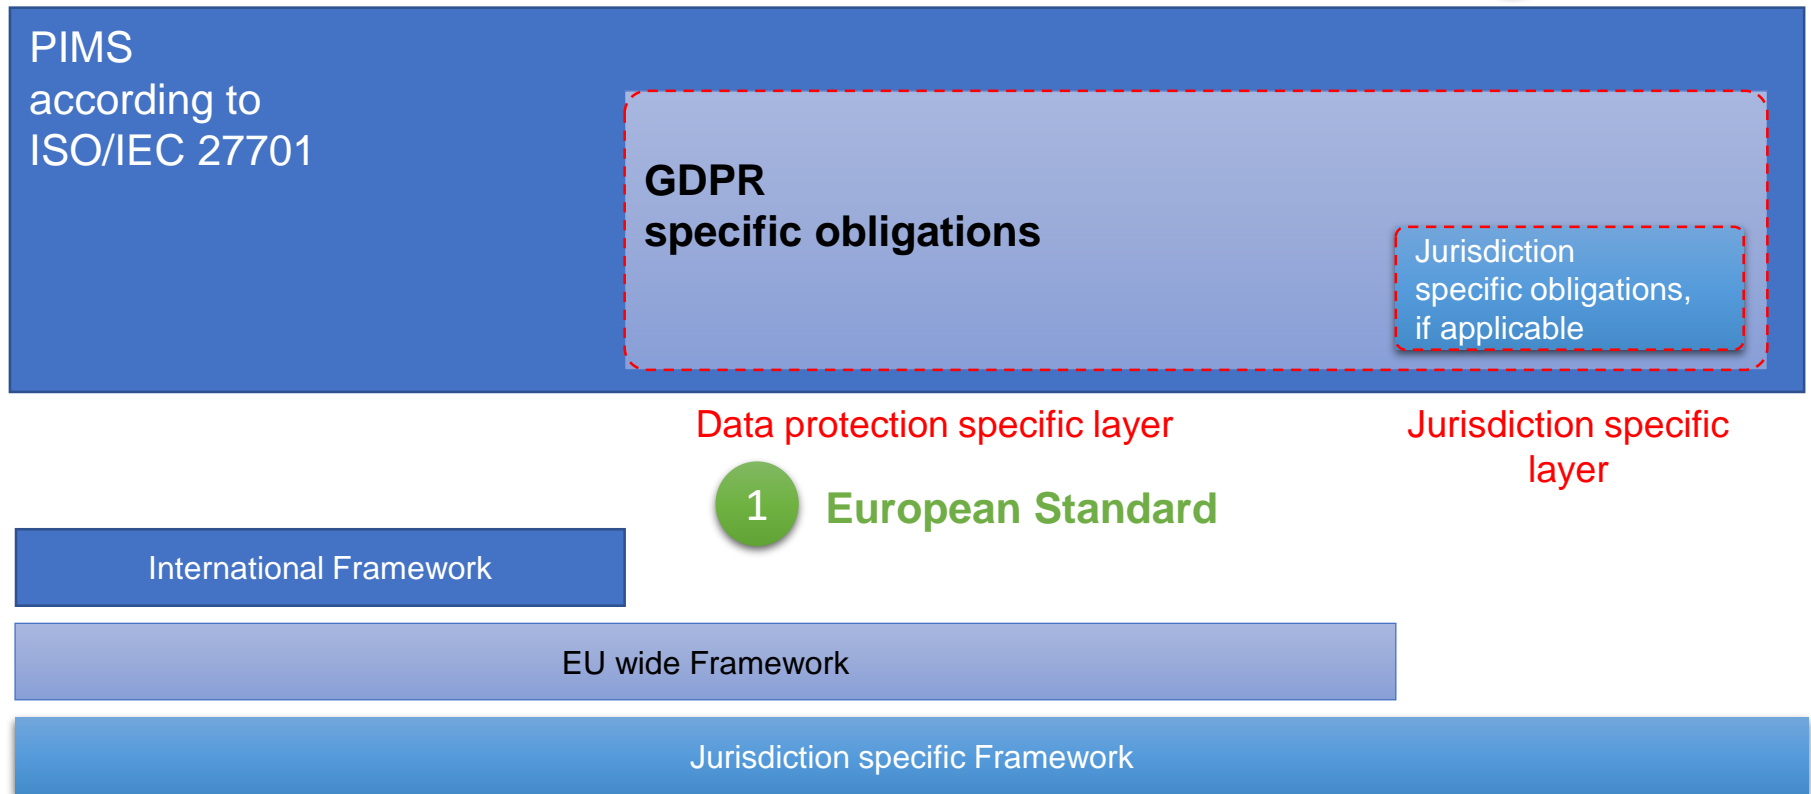 PIMS
according to
ISO/IEC 27701
GDPR
specific obligations
Jurisdiction
specific obligations,
if applicable
Data protection specific layer
Jurisdiction specific
layer
1
European Standard
International Framework
EU wide Framework
Jurisdiction specific Framework